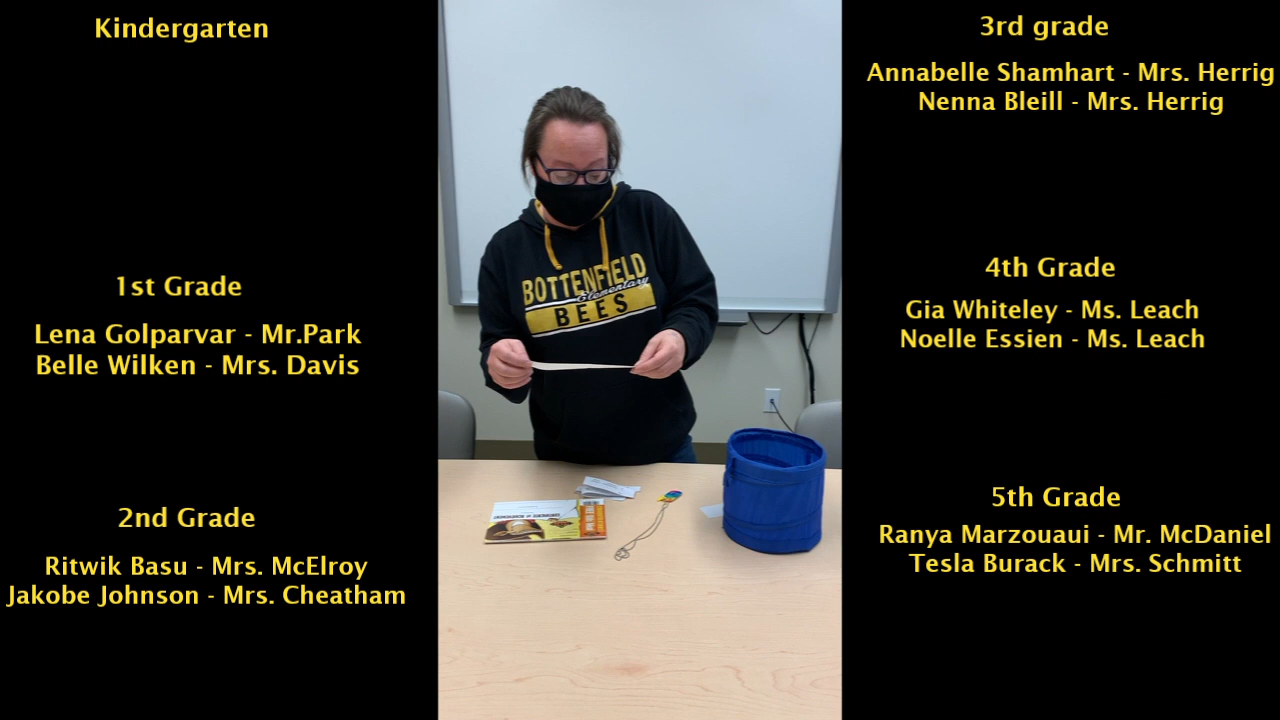 Kindergarten
1st Grade
Lena Golparvar - Mr.Park
Belle Wilken - Mrs. Davis
2nd Grade
Ritwik Basu - Mrs. McElroy
Jakobe Johnson - Mrs. Cheatham
BOTTENFIELD
Elementary
BEES
3rd grade
Annabelle Shamhart - Mrs. Herrig
Nenna Bleill - Mrs. Herrig
4th Grade
Gia Whiteley - Ms. Leach
Noelle Essien - Ms. Leach
5th Grade
Ranya Marzouaui - Mr. McDaniel
Tesla Burack - Mrs. Schmitt